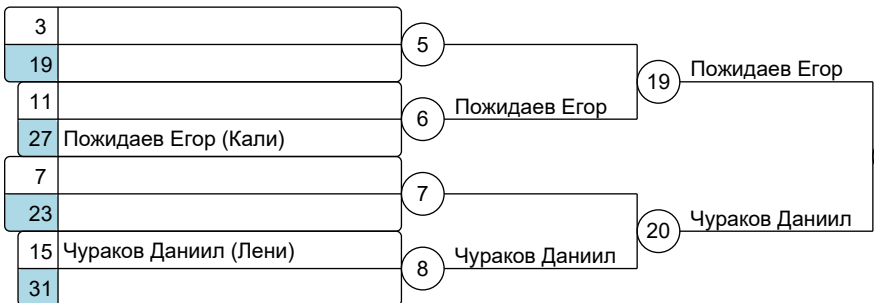 3
5
19
19 Пожидаев Егор
11
6 Пожидаев Егор
27 Пожидаев Егор (Кали)
7
7
23
20 Чураков Даниил
15 Чураков Даниил (Лени)
8 Чураков Даниил
31